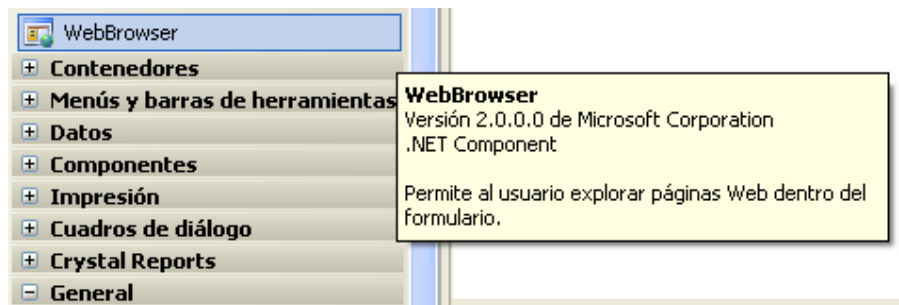 WebBrowser
Contenedores
Menús y barras de herramientas
Datos
Componentes
Impresión
Cuadros de diálogo
Crystal Reports
General
WebBrowser
Versión 2.0.0.0 de Microsoft Corporation
.NET Component
Permite al usuario explorar páginas Web dentro del
formulario.